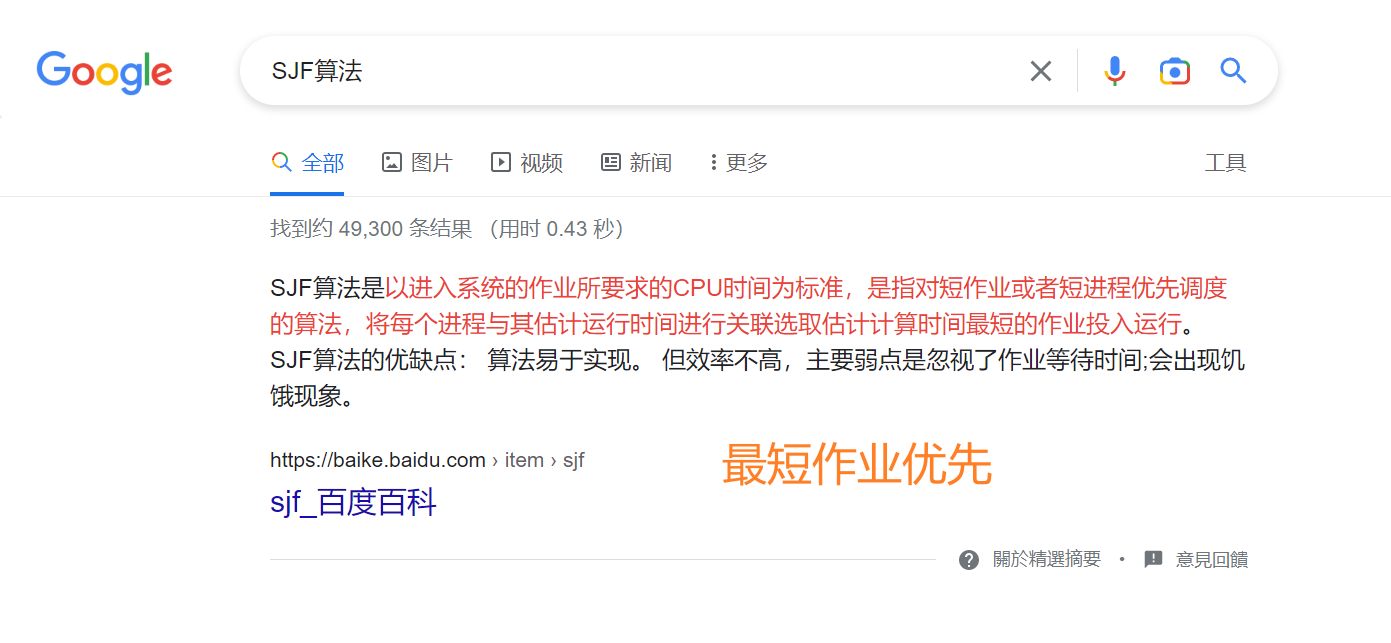 Google
SJF算法
全部
图片
视频
新闻
更多
工具
找到约 49,300 条结果 （用时 0.43 秒）
SJF算法是以进入系统的作业所要求的CPU时间为标准，是指对短作业或者短进程优先调度
的算法，将每个进程与其估计运行时间进行关联选取估计计算时间最短的作业投入运行。
SJF算法的优缺点： 算法易于实现。 但效率不高，主要弱点是忽视了作业等待时间;会出现饥
饿现象。
https://baike.baidu.com › item › sjf
最短作业优先
sjf_百度百科
關於精選摘要 • 意見回饋